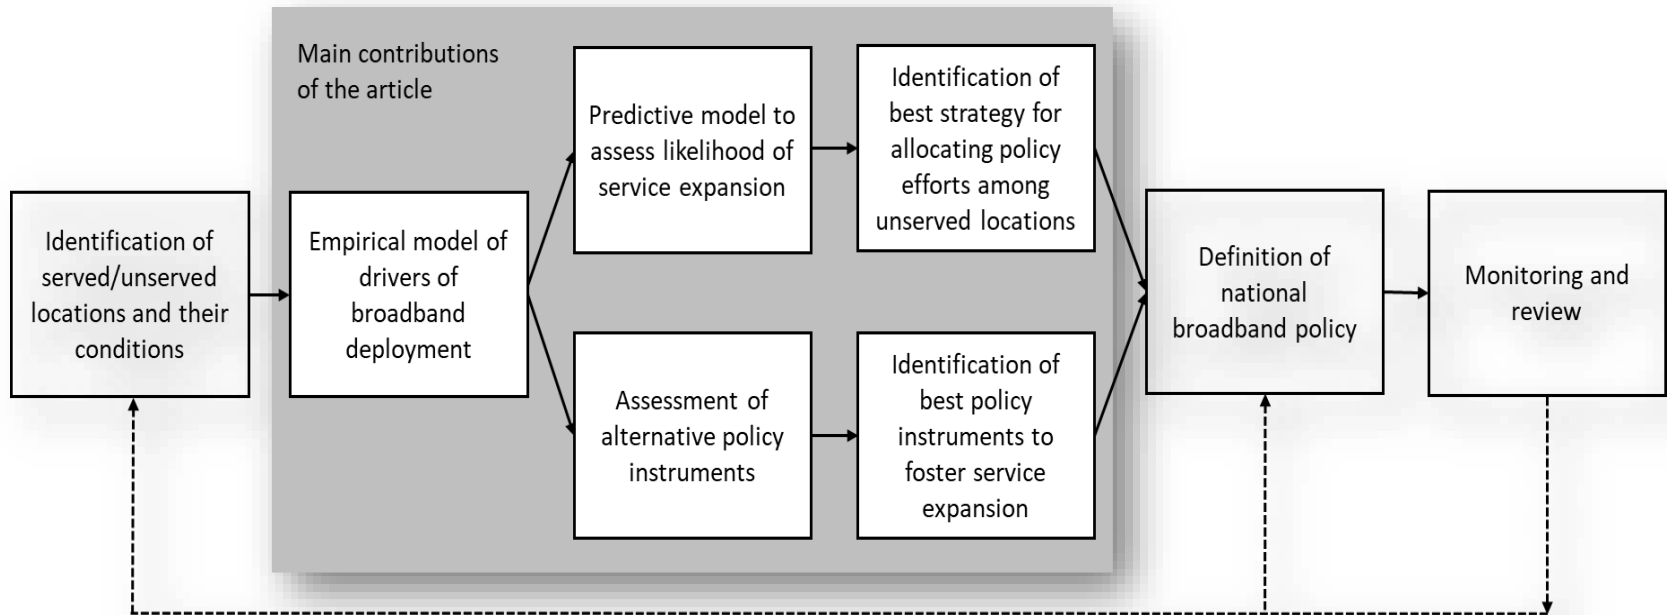 Main contributions
of the article
Identification of
served/unserved
locations and their
conditions
Empirical model of
drivers of
broadband
deployment
Predictive model to
assess likelihood of
service expansion
Identification of
best strategy for
allocating policy
efforts among
unserved locations
Assessment of
alternative policy
instruments
Identification of
best policy
instruments to
foster service
expansion
Definition of
national
broadband policy
Monitoring and
review